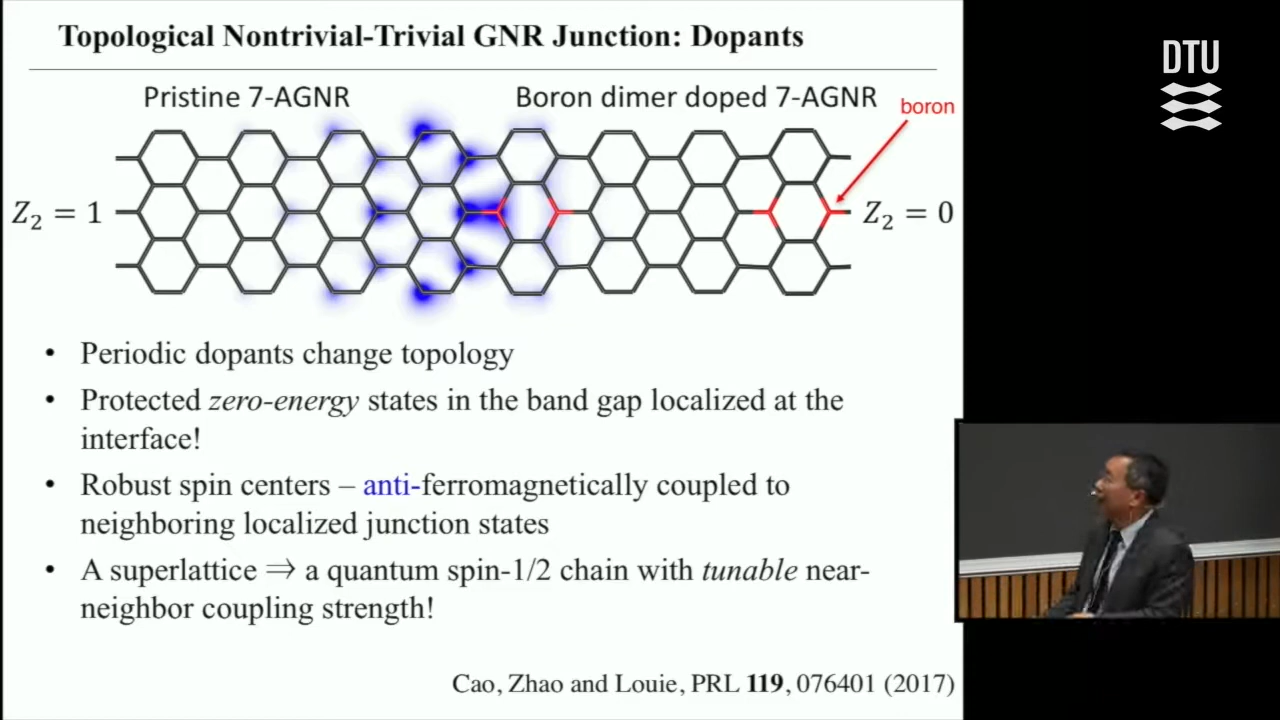 Topological Nontrivial-Trivial GNR Junction: Dopants
Pristine 7-AGNR
Boron dimer doped 7-AGNR
boron
Z₂ = 1
Z₂ = 0
• Periodic dopants change topology
• Protected zero-energy states in the band gap localized at the
interface!
• Robust spin centers – anti-ferromagnetically coupled to
neighboring localized junction states
• A superlattice ⇒ a quantum spin-1/2 chain with tunable near-
neighbor coupling strength!
Cao, Zhao and Louie, PRL 119, 076401 (2017)
DTU